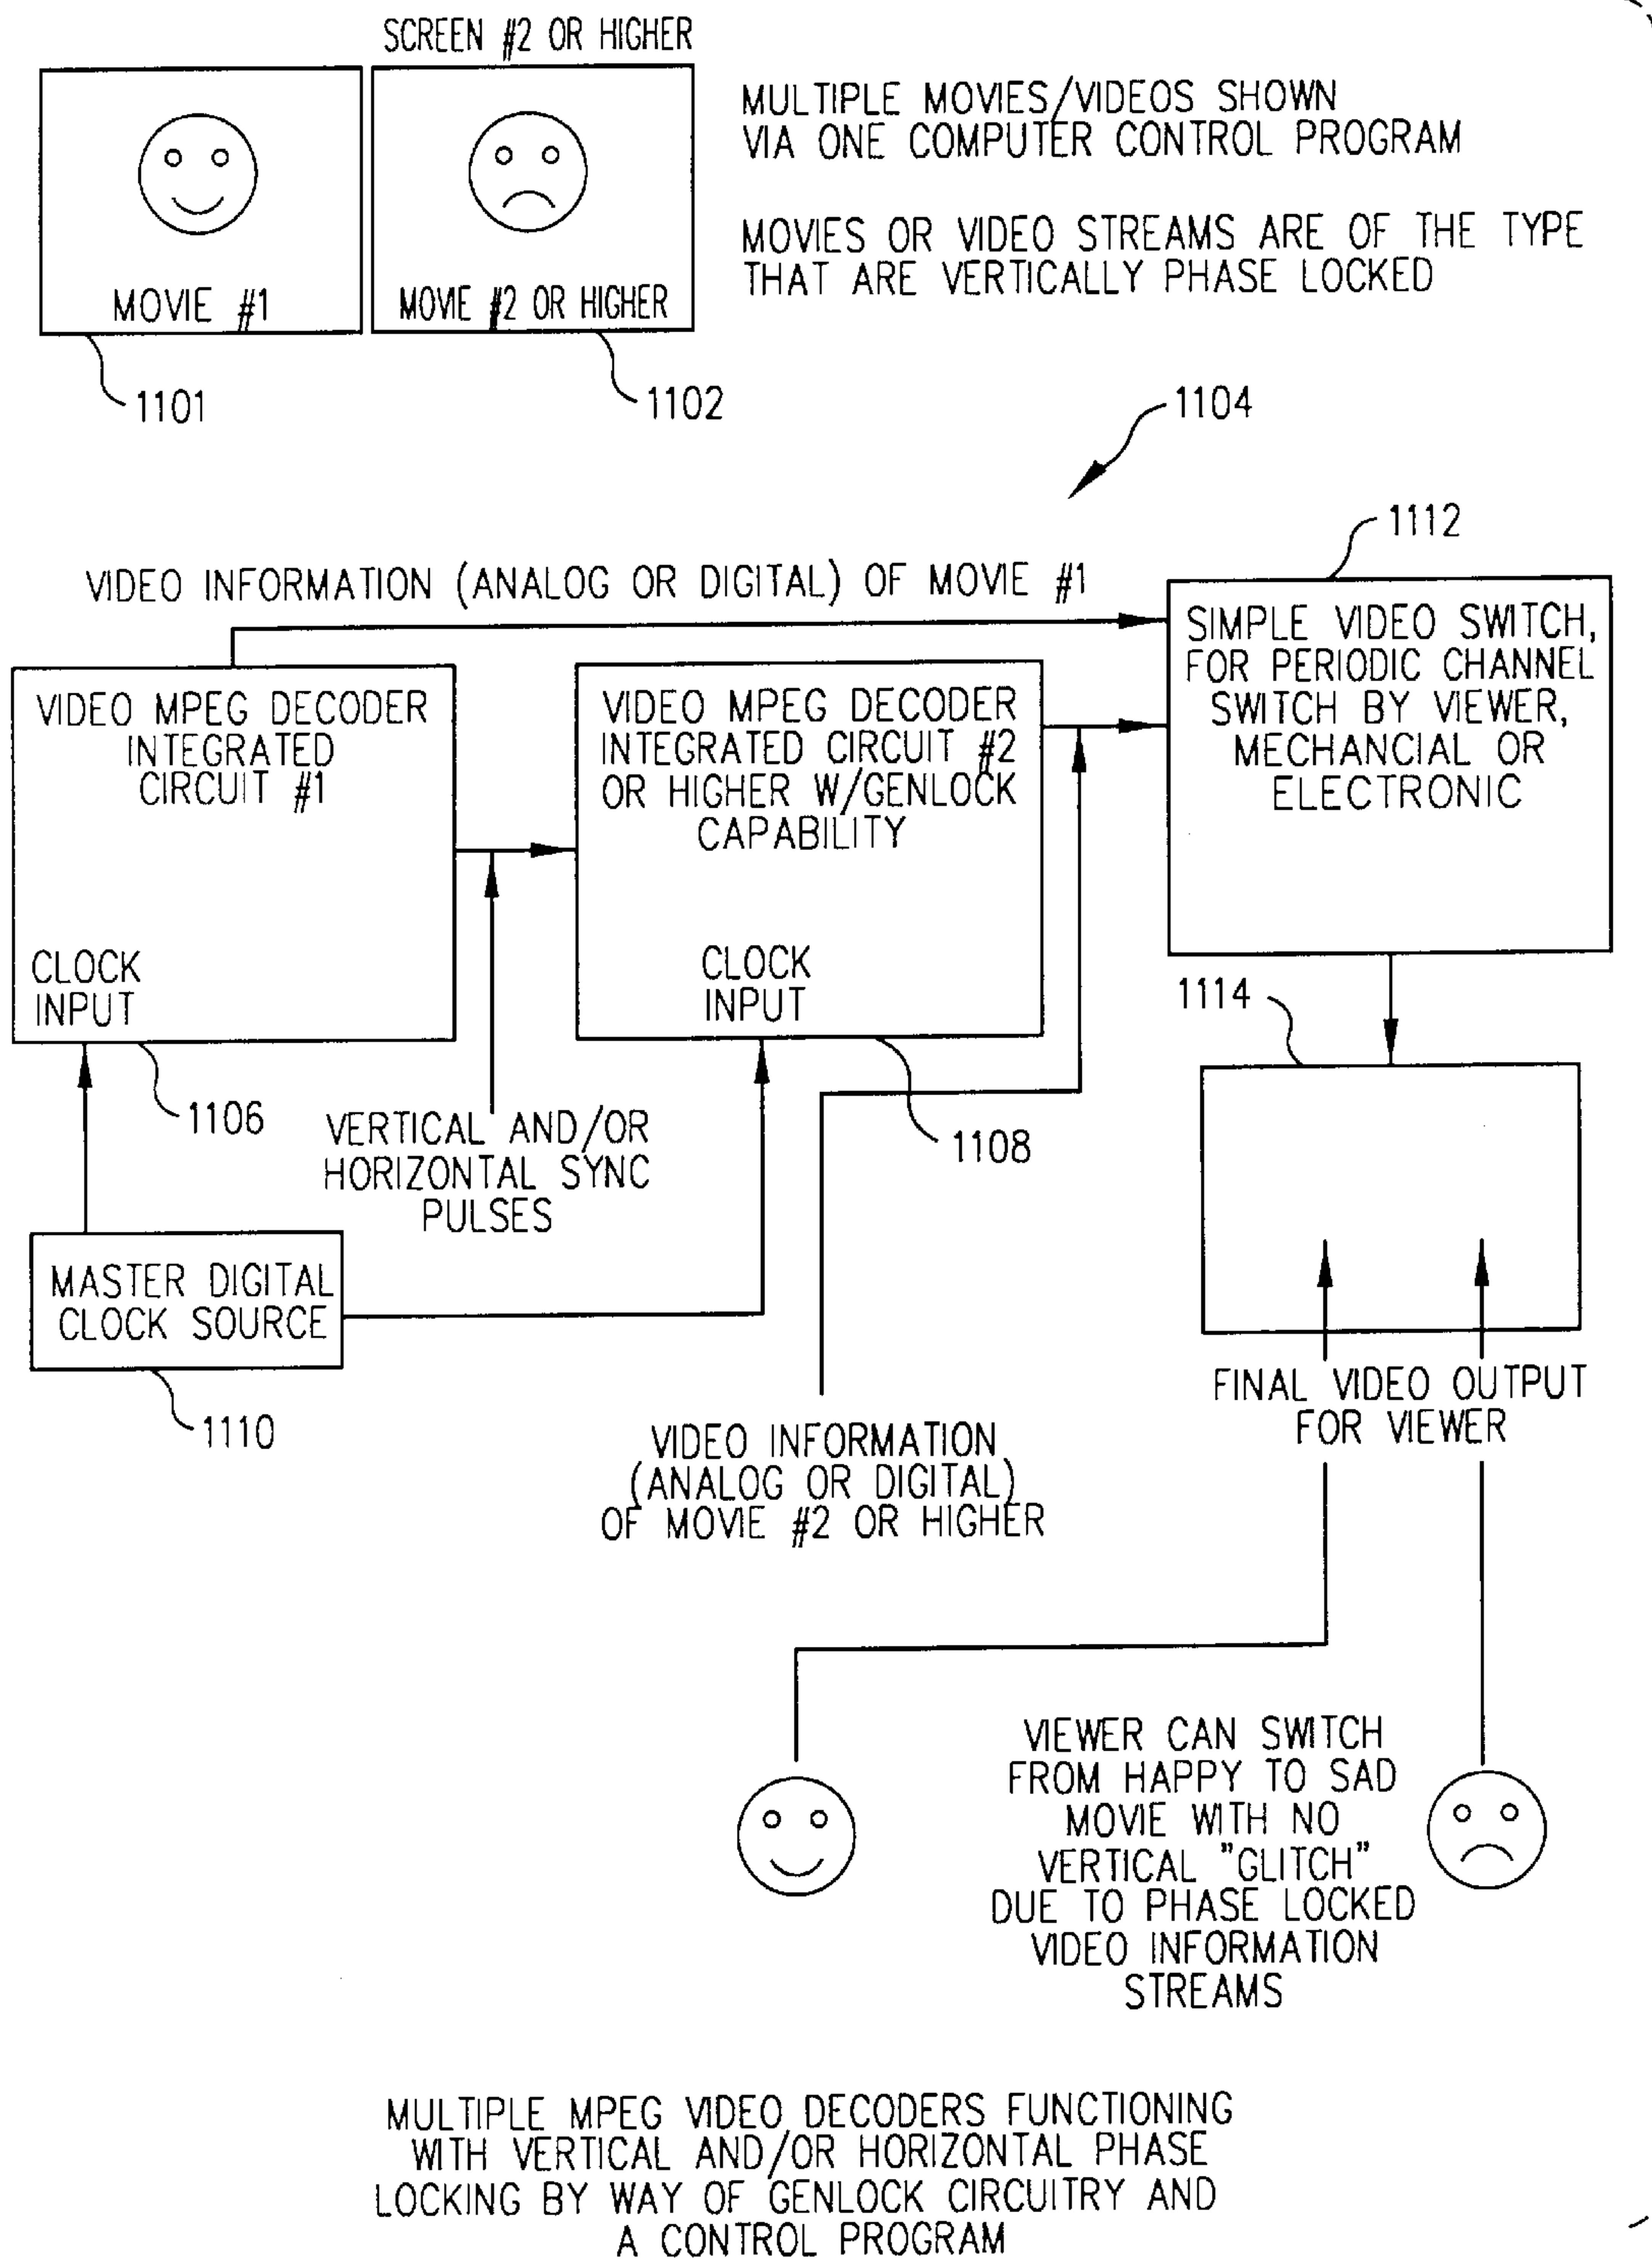 SCREEN #2 OR HIGHER
MOVIE #1
MOVIE #2 OR HIGHER
1101
1102
MULTIPLE MOVIES/VIDEOS SHOWN
VIA ONE COMPUTER CONTROL PROGRAM
MOVIES OR VIDEO STREAMS ARE OF THE TYPE
THAT ARE VERTICALLY PHASE LOCKED
1104
1112
VIDEO INFORMATION (ANALOG OR DIGITAL) OF MOVIE #1
VIDEO MPEG DECODER
INTEGRATED
CIRCUIT #1
CLOCK
INPUT
1106
VIDEO MPEG DECODER
INTEGRATED CIRCUIT #2
OR HIGHER W/GENLOCK
CAPABILITY
CLOCK
INPUT
1108
SIMPLE VIDEO SWITCH,
FOR PERIODIC CHANNEL
SWITCH BY VIEWER,
MECHANCIAL OR
ELECTRONIC
1114
VERTICAL AND/OR
HORIZONTAL SYNC
PULSES
MASTER DIGITAL
CLOCK SOURCE
1110
VIDEO INFORMATION
(ANALOG OR DIGITAL)
OF MOVIE #2 OR HIGHER
FINAL VIDEO OUTPUT
FOR VIEWER
VIEWER CAN SWITCH
FROM HAPPY TO SAD
MOVIE WITH NO
VERTICAL "GLITCH"
DUE TO PHASE LOCKED
VIDEO INFORMATION
STREAMS
MULTIPLE MPEG VIDEO DECODERS FUNCTIONING
WITH VERTICAL AND/OR HORIZONTAL PHASE
LOCKING BY WAY OF GENLOCK CIRCUITRY AND
A CONTROL PROGRAM